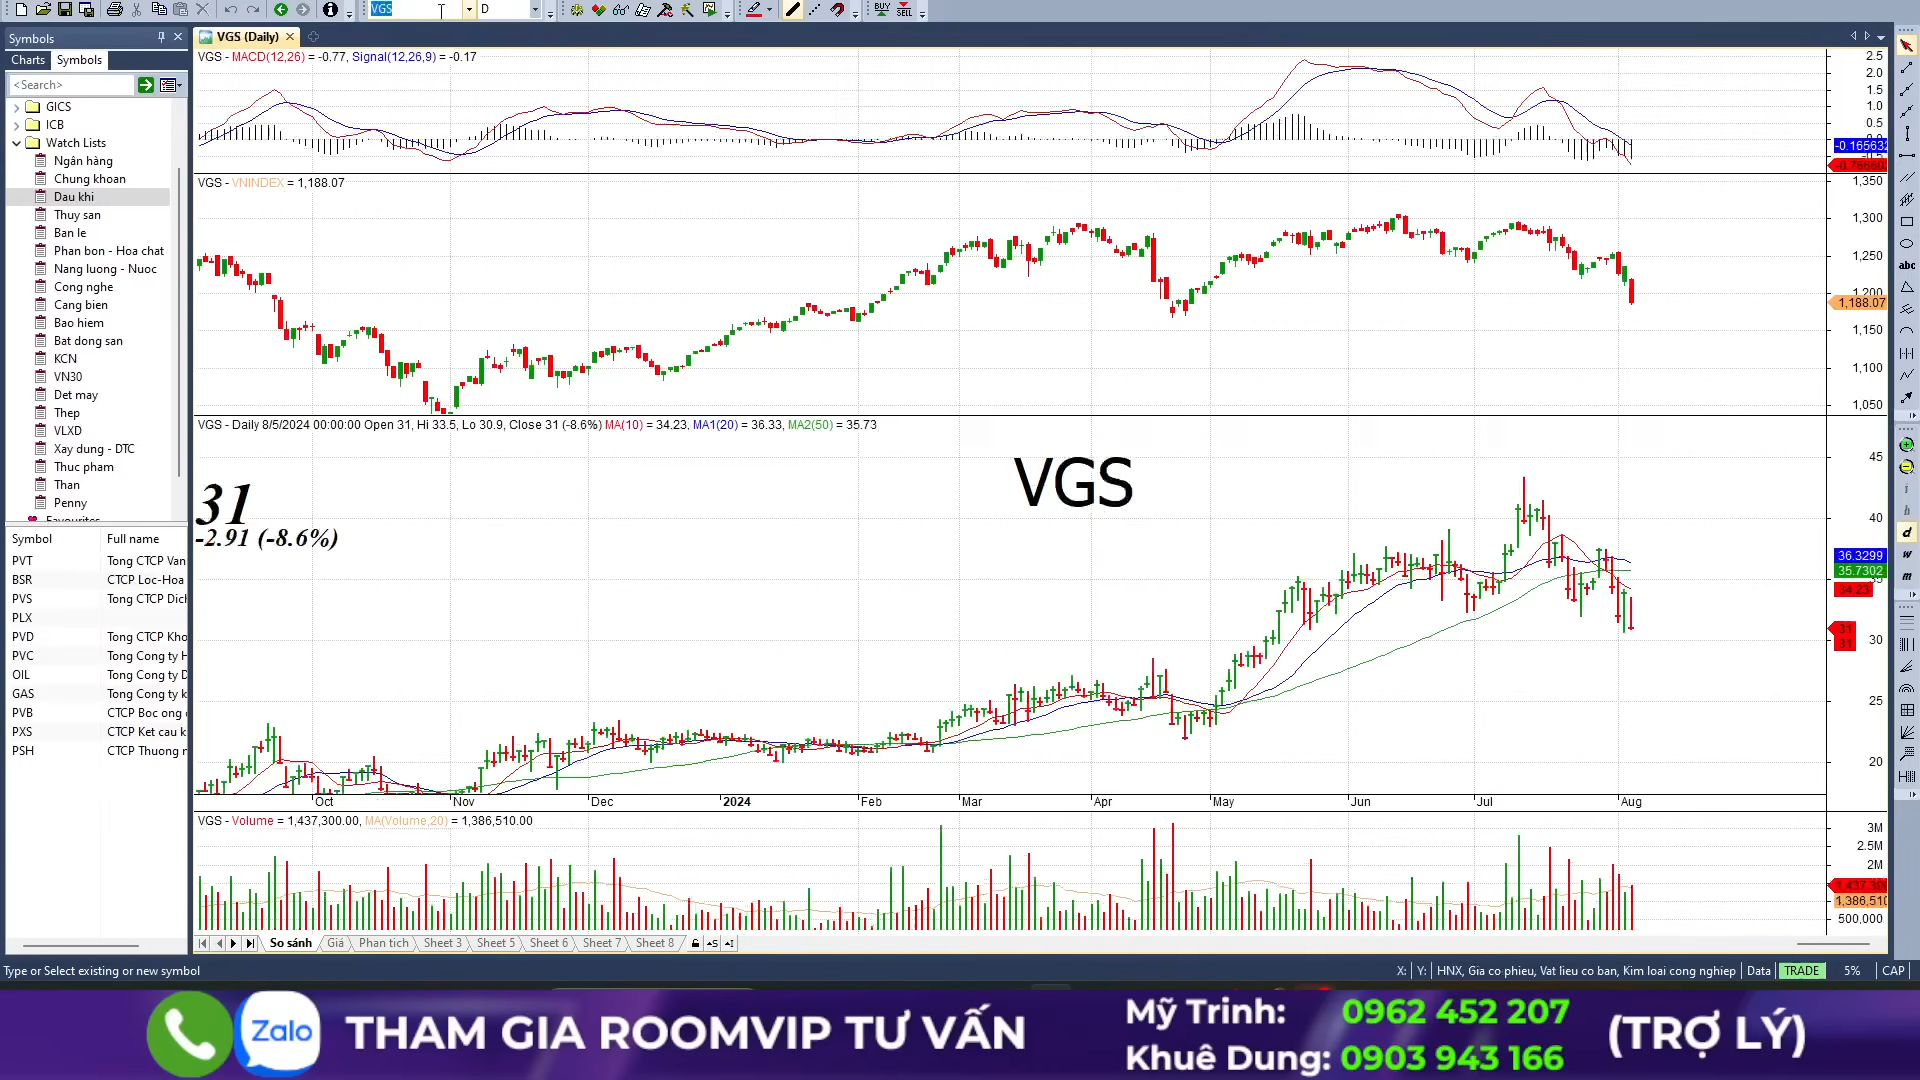 VGS D BUY SELL
Symbols
Charts Symbols
<Search>
GICS
ICB
Watch Lists
Ngân hàng
Chung khoan
Dau khi
Thuy san
Ban le
Phan bon - Hoa chat
Nang luong - Nuoc
Cong nghe
Cang bien
Bao hiem
Bat dong san
KCN
VN30
Det may
Thep
VLXD
Xay dung - DTC
Thuc pham
Than
Penny
Favourites
Symbol Full name
PVT Tong CTCP Van
BSR CTCP Loc-Hoa
PVS Tong CTCP Dich
PLX
PVD Tong CTCP Kho
PVC Tong Cong ty H
OIL Tong Cong ty D
GAS Tong Cong ty k
PVB CTCP Boc ong
PXS CTCP Ket cau k
PSH CTCP Thuong
VGS (Daily)
VGS - MACD(12,26) = -0.77, Signal(12,26,9) = -0.17
2.5
2.0
1.5
1.0
0.5
-0.165632
VGS - VNINDEX = 1,188.07
1,350
1,300
1,250
1,200
1,188.07
1,150
1,100
1,050
VGS - Daily 8/5/2024 00:00:00 Open 31, Hi 33.5, Lo 30.9, Close 31 (-8.6%) MA(10) = 34.23, MA1(20) = 36.33, MA2(50) = 35.73
VGS
31
-2.91 (-8.6%)
45
40
36.3299
35.7302
34.23
31
31
30
25
20
Oct Nov Dec 2024 Feb Mar Apr May Jun Jul Aug
VGS - Volume = 1,437,300.00, MA(Volume,20) = 1,386,510.00
3M
2.5M
2M
1,437,300
1,386,510
500,000
So sánh Giá Phan tich Sheet 3 Sheet 5 Sheet 6 Sheet 7 Sheet 8
abc
d
w
m
Type or Select existing or new symbol X: Y: HNX, Gia co phieu, Vat lieu co ban, Kim loai cong nghiep Data TRADE 5% CAP
Zalo THAM GIA ROOMVIP TƯ VẤN
Mỹ Trinh: 0962 452 207
Khuê Dung: 0903 943 166
(TRỢ LÝ)